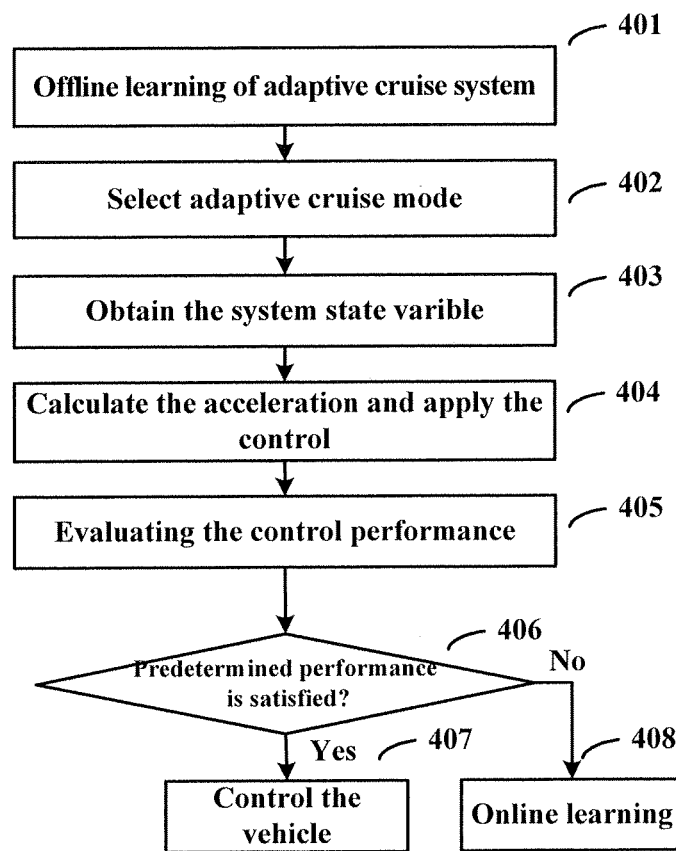 401
Offline learning of adaptive cruise system
402
Select adaptive cruise mode
403
Obtain the system state varible
404
Calculate the acceleration and apply the
control
405
Evaluating the control performance
406
Predetermined performance
is satisfied?
No
Yes
407
408
Control the
vehicle
Online learning